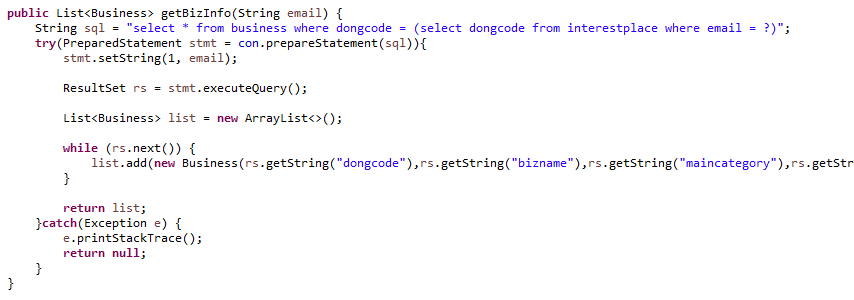 public List<Business> getBizInfo(String email) {
    String sql = "select * from business where dongcode = (select dongcode from interestplace where email = ?)";
    try(PreparedStatement stmt = con.prepareStatement(sql)){
        stmt.setString(1, email);
        ResultSet rs = stmt.executeQuery();
        List<Business> list = new ArrayList<>();
        while (rs.next()) {
            list.add(new Business(rs.getString("dongcode"),rs.getString("bizname"),rs.getString("maincategory"),rs.getStr
        }
        return list;
    }catch(Exception e) {
        e.printStackTrace();
        return null;
    }
}